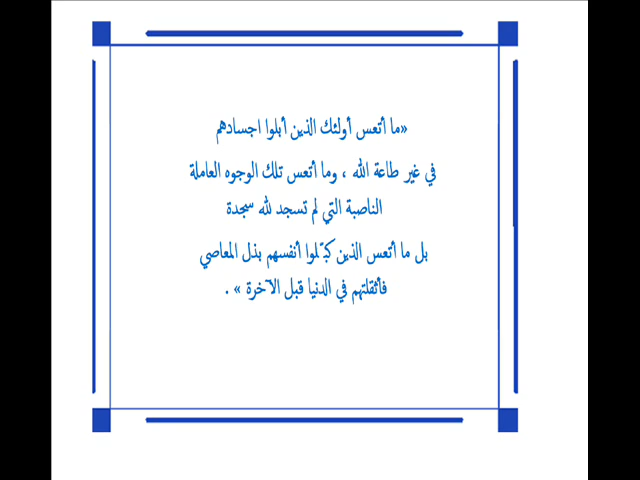 «ما أتعس أولئك الذين أبلوا اجسادهم
في غير طاعة الله ، وما أتعس تلك الوجوه العاملة
الناصبة التي لم تسجد لله سجدة
بل ما أتعس الذين كبّلوا أنفسهم بذل المعاصي
فأثقلتهم في الدنيا قبل الآخرة » .